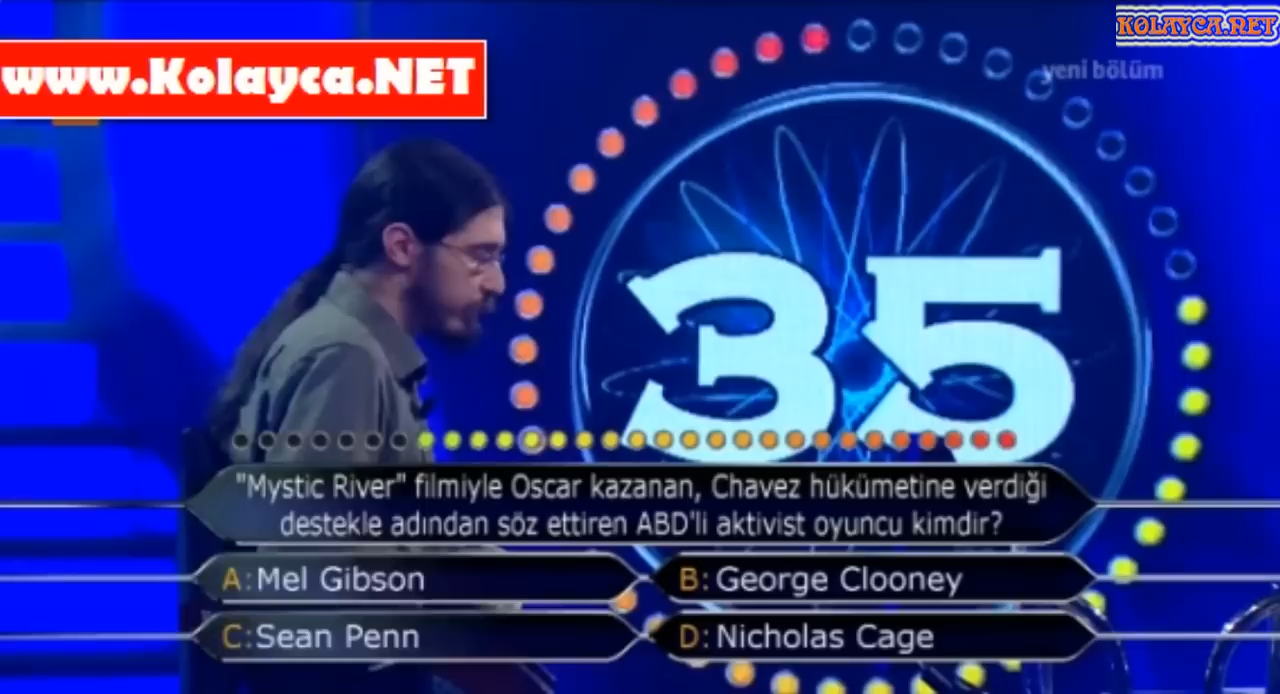 KOLAYCA.NET
www.Kolayca.NET
yeni bölüm
35
"Mystic River" filmiyle Oscar kazanan, Chavez hükümetine verdiği
destekle adından söz ettiren ABD'li aktivist oyuncu kimdir?
A: Mel Gibson
B: George Clooney
C: Sean Penn
D: Nicholas Cage